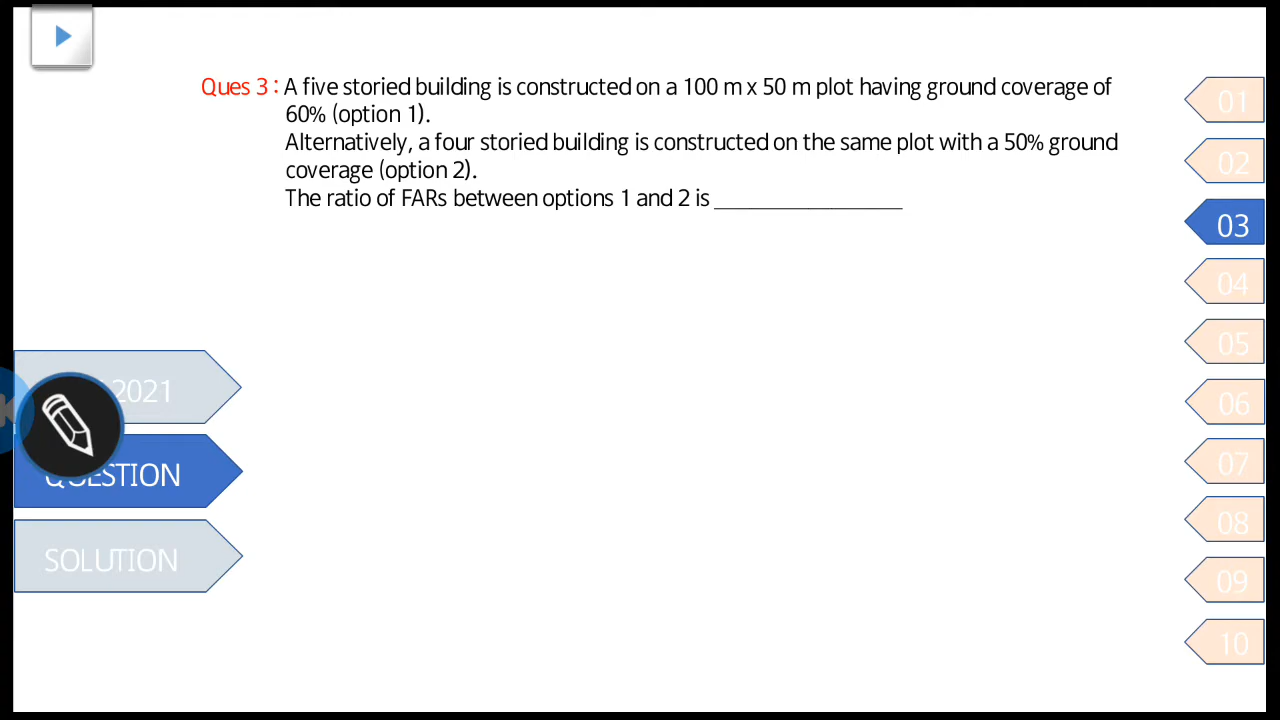 Ques 3 : A five storied building is constructed on a 100 m x 50 m plot having ground coverage of
60% (option 1).
Alternatively, a four storied building is constructed on the same plot with a 50% ground
coverage (option 2).
The ratio of FARs between options 1 and 2 is ________________
01
02
03
04
05
06
07
08
09
10
2021
QUESTION
SOLUTION